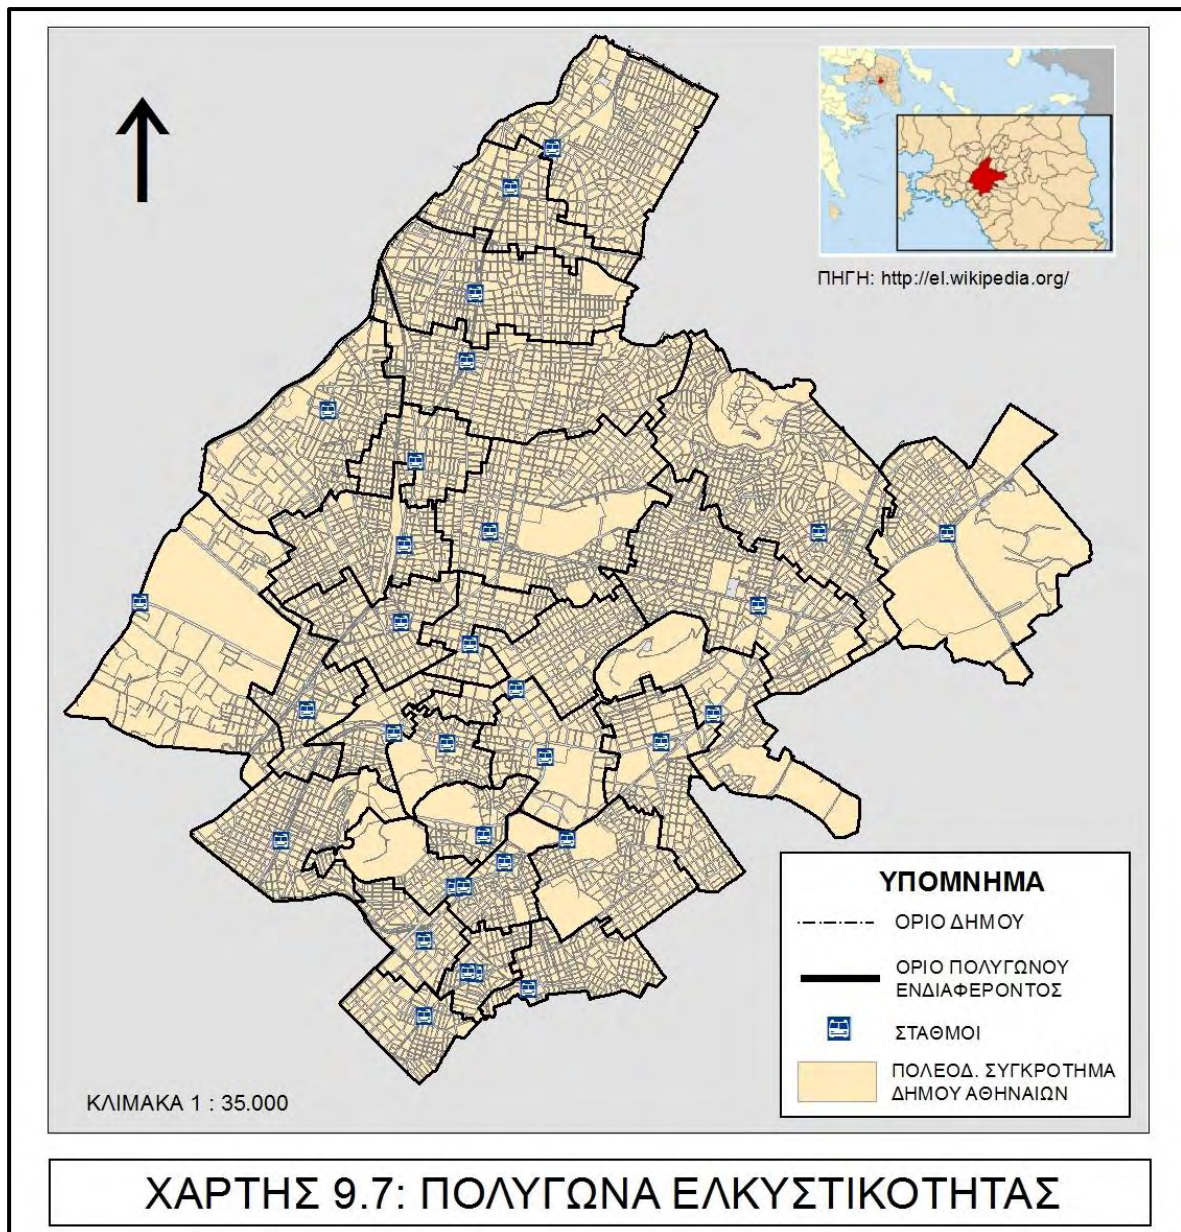 ΠΗΓΗ: http://el.wikipedia.org/
ΥΠΟΜΝΗΜΑ
ΟΡΙΟ ΔΗΜΟΥ
ΟΡΙΟ ΠΟΛΥΓΩΝΟΥ
ΕΝΔΙΑΦΕΡΟΝΤΟΣ
ΣΤΑΘΜΟΙ
ΠΟΛΕΟΔ. ΣΥΓΚΡΟΤΗΜΑ
ΔΗΜΟΥ ΑΘΗΝΑΙΩΝ
ΚΛΙΜΑΚΑ 1 : 35.000
ΧΑΡΤΗΣ 9.7: ΠΟΛΥΓΩΝΑ ΕΛΚΥΣΤΙΚΟΤΗΤΑΣ